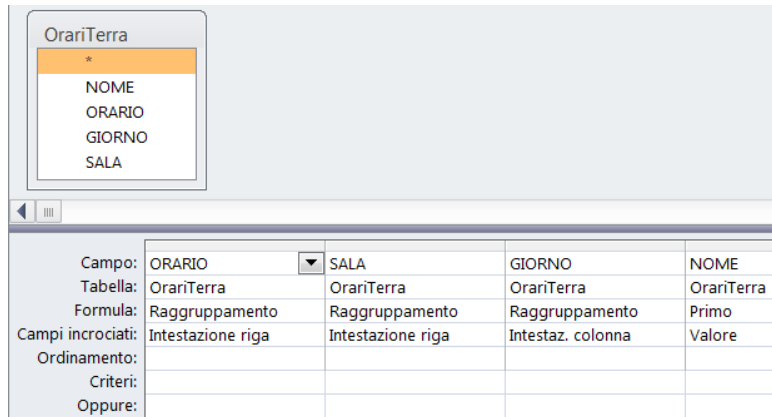 OrariTerra
*
NOME
ORARIO
GIORNO
SALA
Campo: ORARIO SALA GIORNO NOME
Tabella: OrariTerra OrariTerra OrariTerra OrariTerra
Formula: Raggruppamento Raggruppamento Raggruppamento Primo
Campi incrociati: Intestazione riga Intestazione riga Intestaz. colonna Valore
Ordinamento:
Criteri:
Oppure: